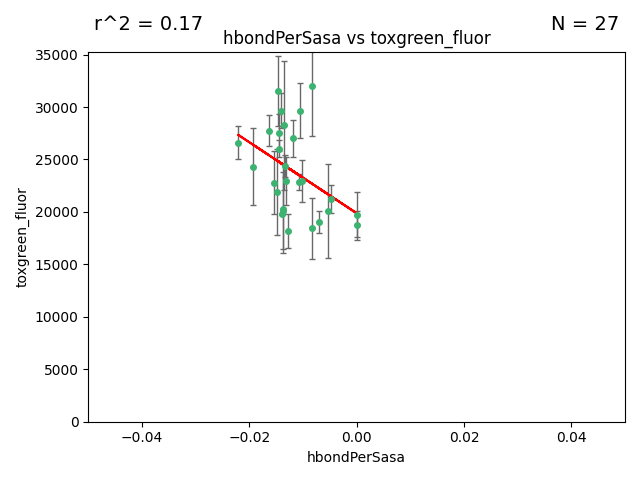 r^2 = 0.17
N = 27
hbondPerSasa vs toxgreen_fluor
35000
30000
25000
20000
15000
10000
5000
0
toxgreen_fluor
−0.04
−0.02
0.00
0.02
0.04
hbondPerSasa